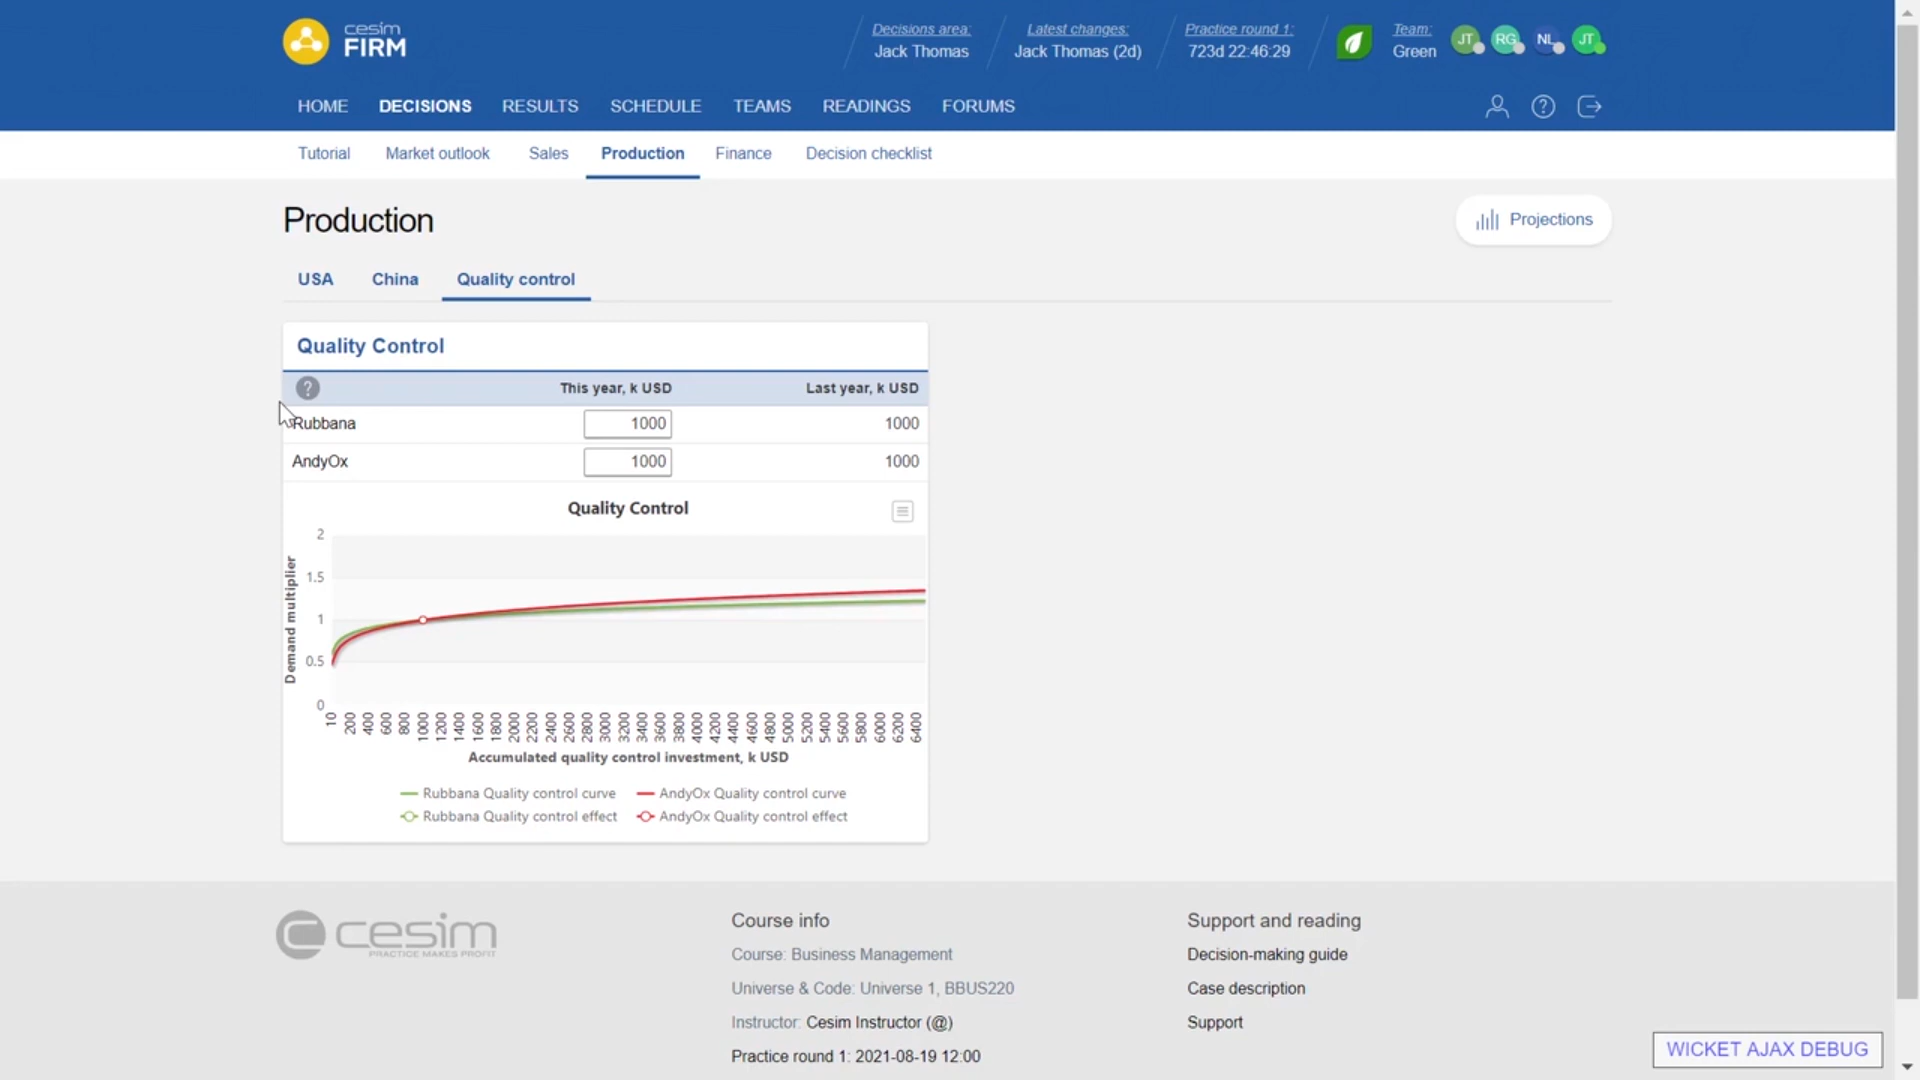 cesim
FIRM
Decisions area:
Jack Thomas
Latest changes:
Jack Thomas (2d)
Practice round 1:
723d 22:46:29
Team:
Green
JT
RG
NL
JT
HOME DECISIONS RESULTS SCHEDULE TEAMS READINGS FORUMS
Tutorial Market outlook Sales Production Finance Decision checklist
Production
Projections
USA China Quality control
Quality Control
? This year, k USD Last year, k USD
Rubbana 1000 1000
AndyOx 1000 1000
Quality Control
Demand multiplier
2
1.5
1
0.5
0
10 200 400 600 800 1000 1200 1400 1600 1800 2000 2200 2400 2600 2800 3000 3200 3400 3600 3800 4000 4200 4400 4600 4800 5000 5200 5400 5600 5800 6000 6200 6400
Accumulated quality control investment, k USD
Rubbana Quality control curve AndyOx Quality control curve
Rubbana Quality control effect AndyOx Quality control effect
cesim
PRACTICE MAKES PROFIT
Course info
Course: Business Management
Universe & Code: Universe 1, BBUS220
Instructor: Cesim Instructor (@)
Practice round 1: 2021-08-19 12:00
Support and reading
Decision-making guide
Case description
Support
WICKET AJAX DEBUG